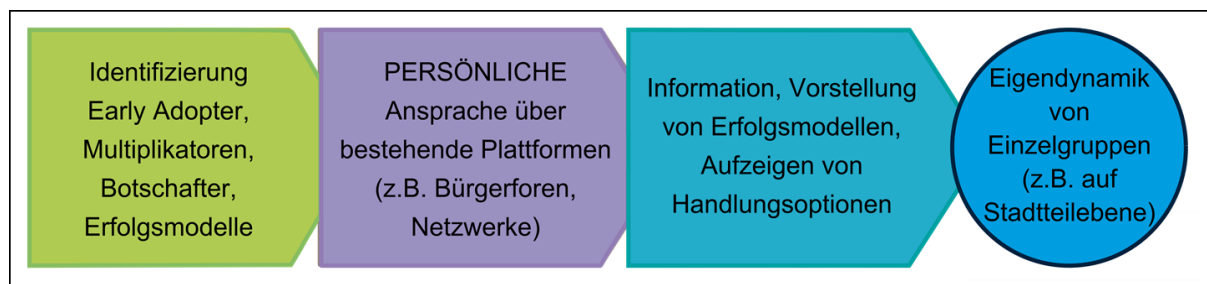 Identifizierung
Early Adopter,
Multiplikatoren,
Botschafter,
Erfolgsmodelle
PERSÖNLICHE
Ansprache über
bestehende Plattformen
(z.B. Bürgerforen,
Netzwerke)
Information, Vorstellung
von Erfolgsmodellen,
Aufzeigen von
Handlungsoptionen
Eigendynamik
von
Einzelgruppen
(z.B. auf
Stadtteilebene)